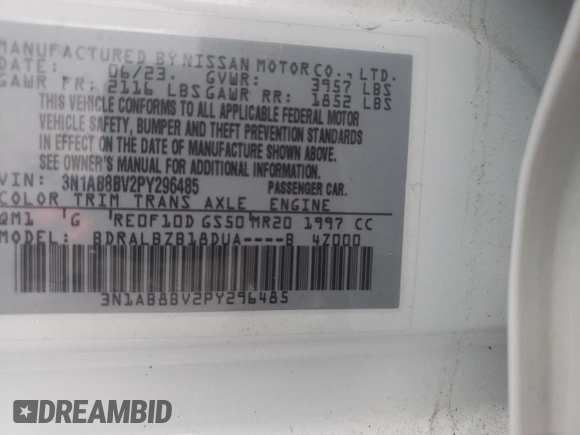 MANUFACTURED BY NISSAN MOTOR CO., LTD.
DATE: 06/23. GVWR: 3957 LBS
GAWR FR: 2116 LBS GAWR RR: 1852 LBS
THIS VEHICLE CONFORMS TO ALL APPLICABLE FEDERAL MOTOR
VEHICLE SAFETY, BUMPER AND THEFT PREVENTION STANDARDS
IN EFFECT ON THE DATE OF MANUFACTURE SHOWN ABOVE.
SEE OWNER'S MANUAL FOR ADDITIONAL INFORMATION.
VIN: 3N1AB8BV2PY296485 PASSENGER CAR.
COLOR TRIM TRANS AXLE ENGINE
QM1 G RE0F10D GS50 MR20 1997 CC
MODEL: BDRALBZB18DUA----B 4Z000
3N1AB8BV2PY296485
DREAMBID